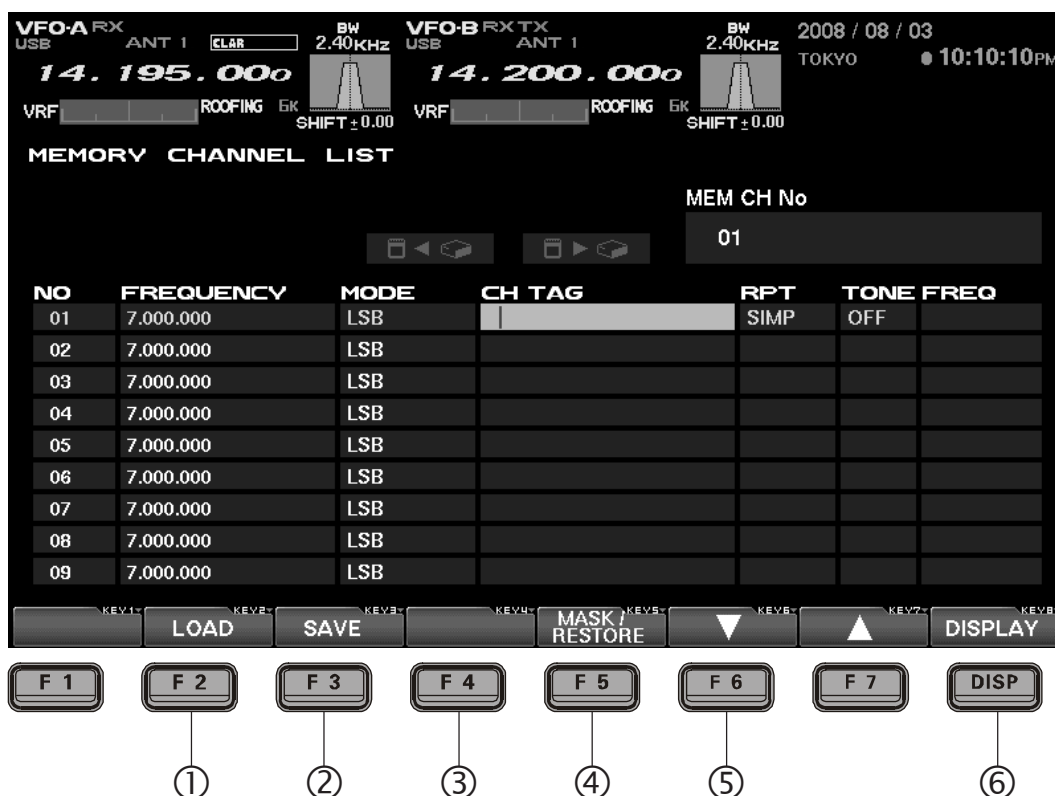 VFO-A RX BW VFO-B RX TX BW 2008 / 08 / 03
USB ANT 1 CLAR 2.40KHz USB ANT 1 2.40KHz TOKYO 10:10:10PM
14. 195. 00o 14. 200. 00o
VRF ROOFING 6K SHIFT ± 0.00 VRF ROOFING 6K SHIFT ± 0.00
MEMORY CHANNEL LIST
MEM CH No
01
NO FREQUENCY MODE CH TAG RPT TONE FREQ
01 7.000.000 LSB SIMP OFF
02 7.000.000 LSB
03 7.000.000 LSB
04 7.000.000 LSB
05 7.000.000 LSB
06 7.000.000 LSB
07 7.000.000 LSB
08 7.000.000 LSB
09 7.000.000 LSB
KEY1 KEY2 KEY3 KEY4 KEY5 KEY6 KEY7 KEY8
LOAD SAVE MASK / RESTORE ▼ ▲ DISPLAY
F 1 F 2 F 3 F 4 F 5 F 6 F 7 DISP
① ② ③ ④ ⑤ ⑥